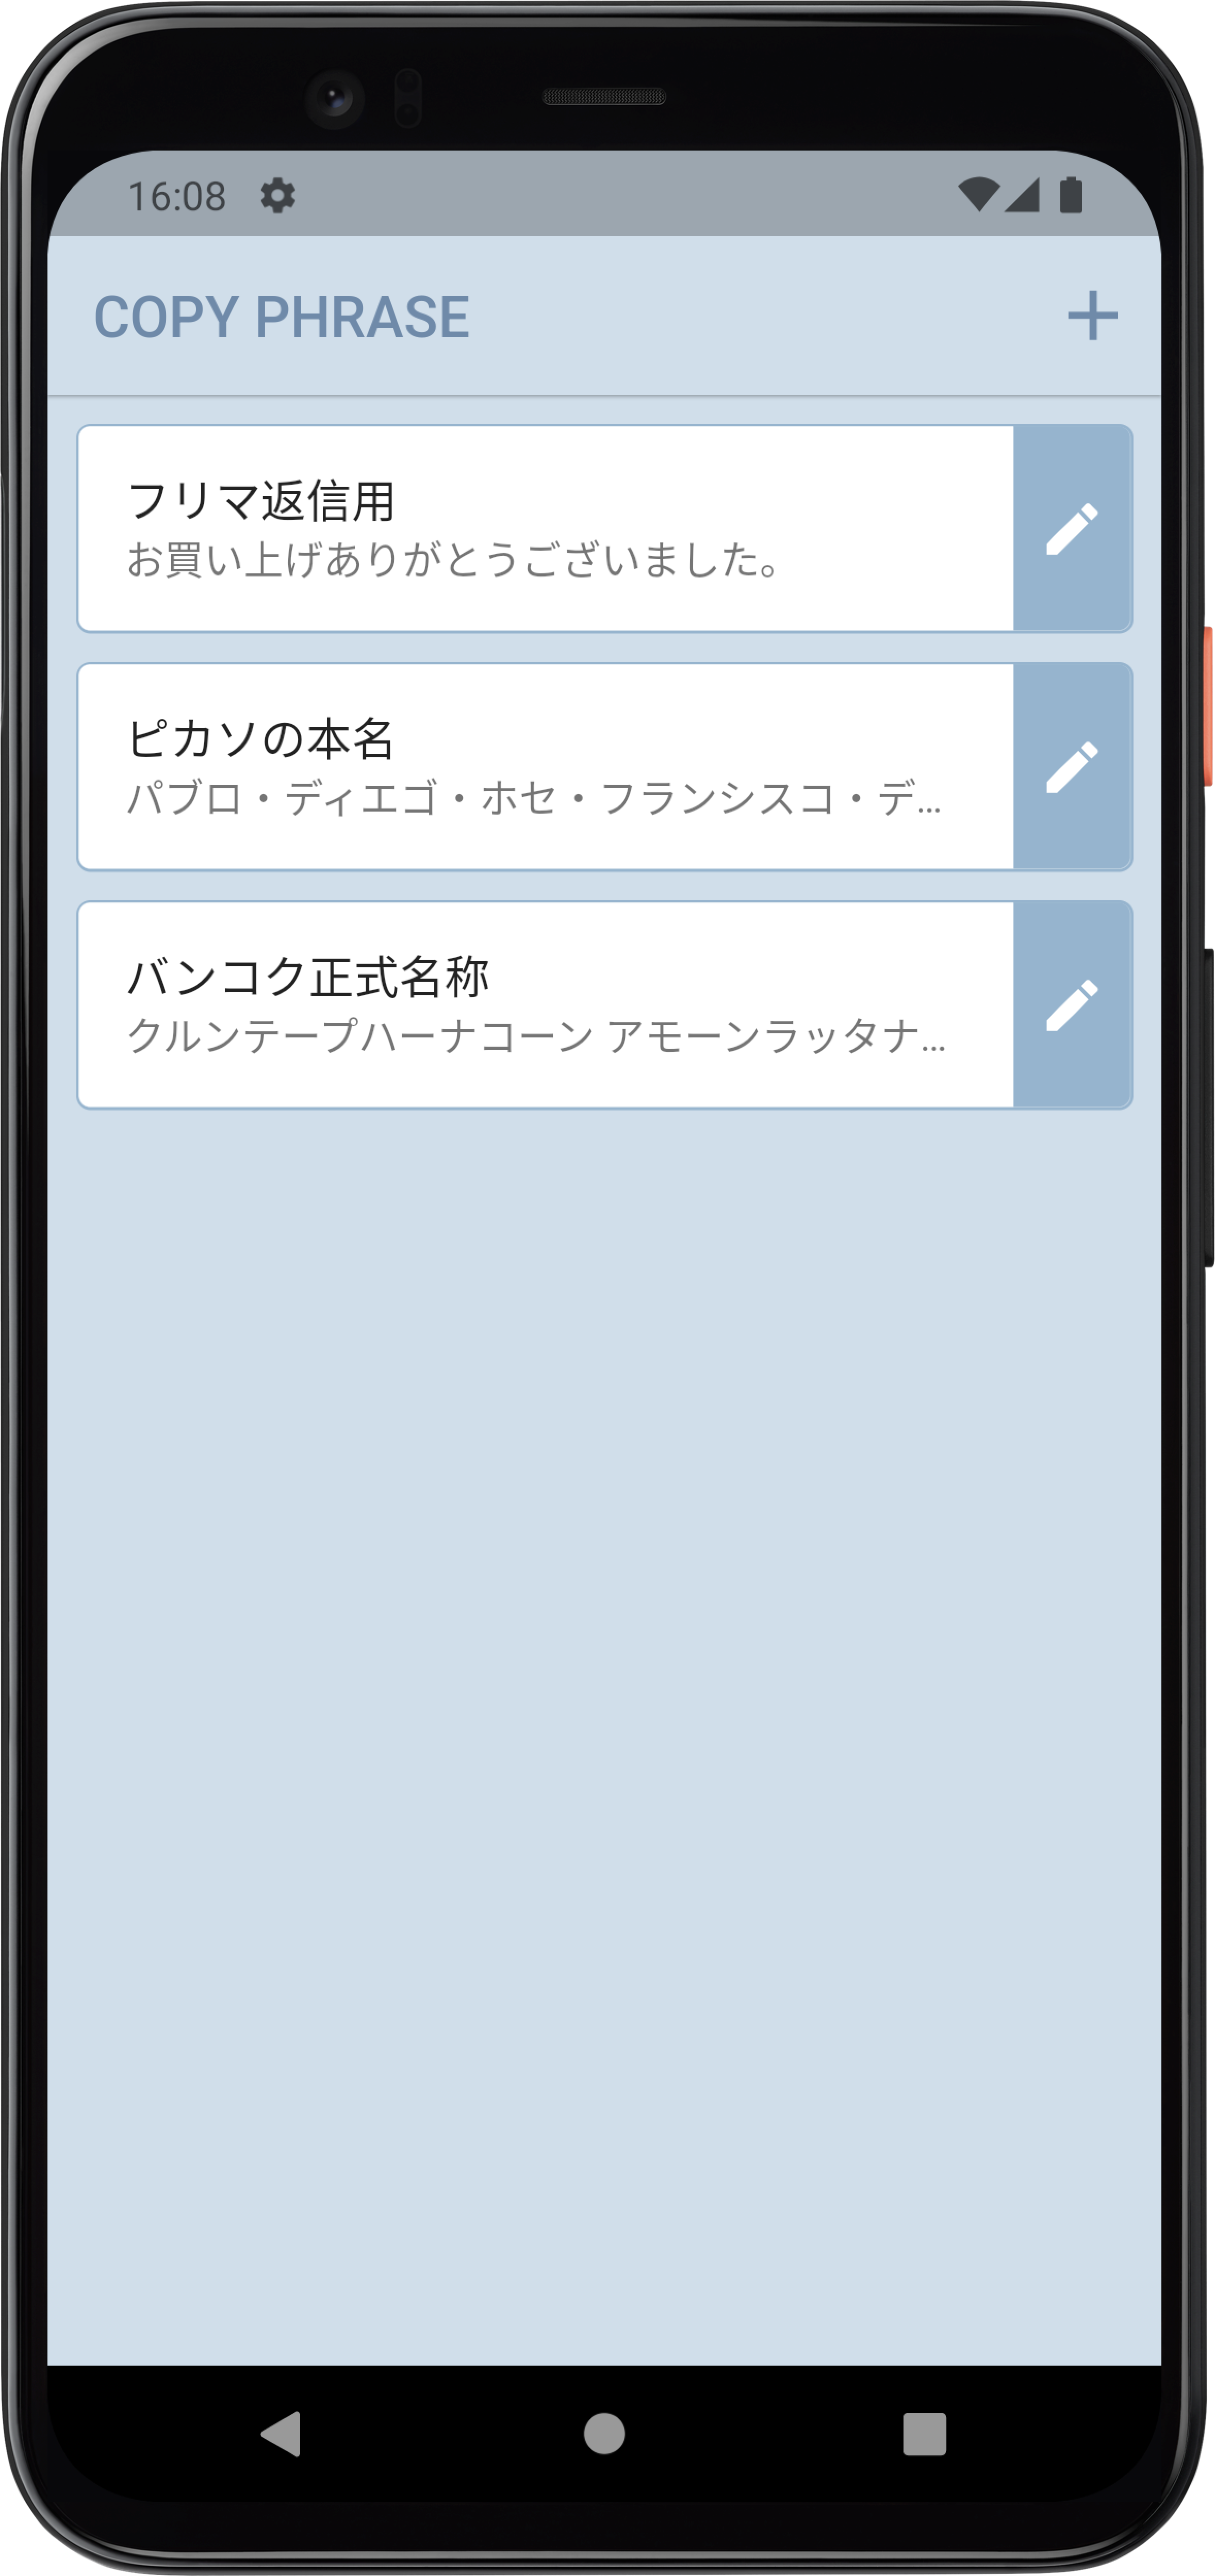 16:08
COPY PHRASE
フリマ返信用
お買い上げありがとうございました。
ピカソの本名
パブロ・ディエゴ・ホセ・フランシスコ・デ...
バンコク正式名称
クルンテープハーナコーン アモーンラッタナ...